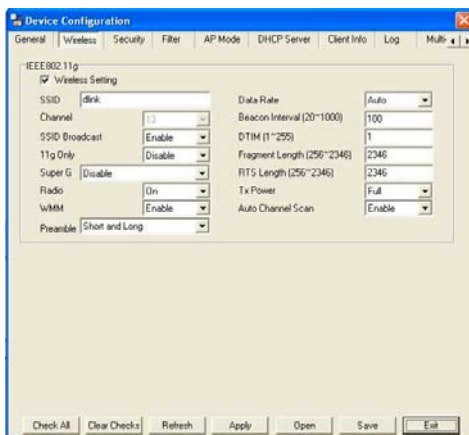 Device Configuration
General Wireless Security Filter AP Mode DHCP Server Client Info Log Multi-
IEEE802.11g
Wireless Setting
SSID dlink
Channel 13
SSID Broadcast Enable
11g Only Disable
Super G Disable
Radio On
WMM Enable
Preamble Short and Long
Data Rate Auto
Beacon Interval (20~1000) 100
DTIM (1~255) 1
Fragment Length (256~2346) 2346
RTS Length (256~2346) 2346
Tx Power Full
Auto Channel Scan Enable
Check All Clear Checks Refresh Apply Open Save Exit